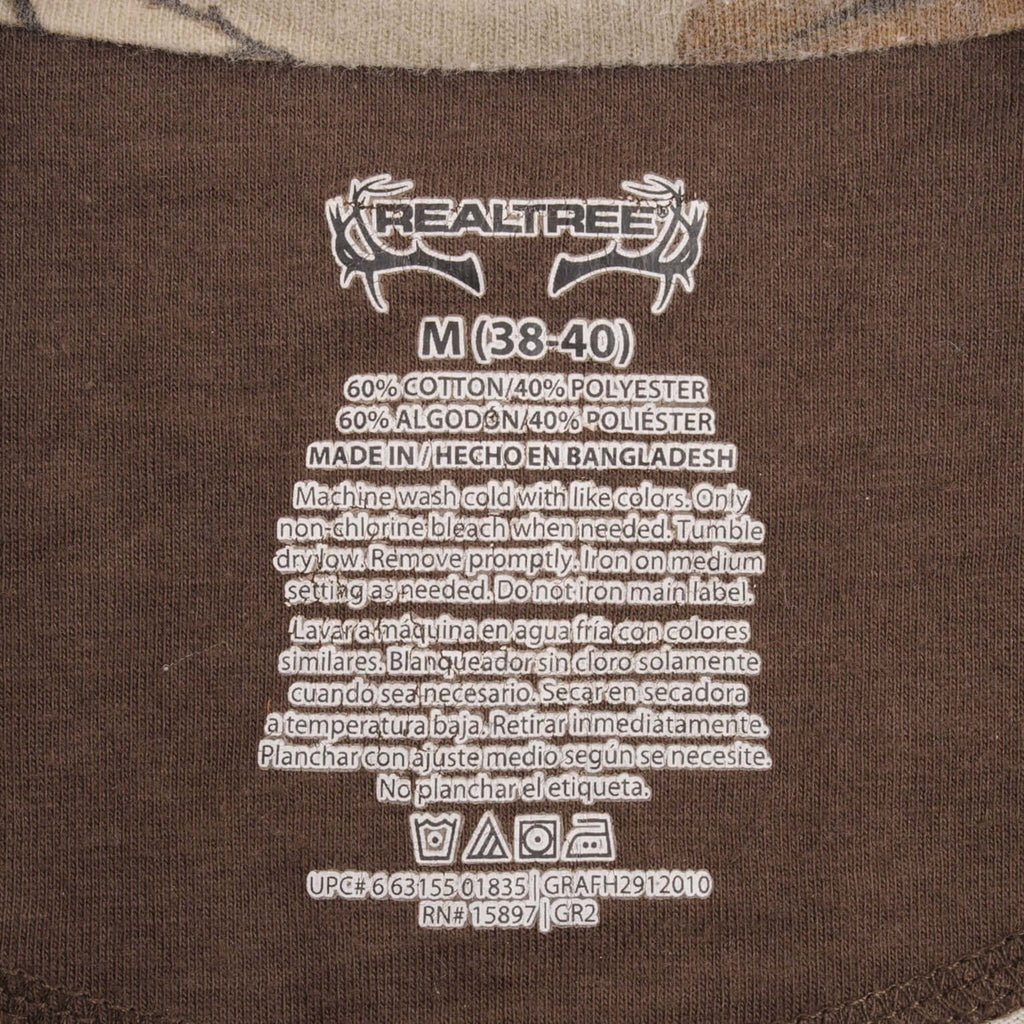 REALTREE®
M (38-40)
60% COTTON/40% POLYESTER
60% ALGODÓN/40% POLIÉSTER
MADE IN / HECHO EN BANGLADESH
Machine wash cold with like colors. Only
non-chlorine bleach when needed. Tumble
dry low. Remove promptly. Iron on medium
setting as needed. Do not iron main label.
Lavar a máquina en agua fría con colores
similares. Blanqueador sin cloro solamente
cuando sea necesario. Secar en secadora
a temperatura baja. Retirar inmediatamente.
Planchar con ajuste medio según se necesite.
No planchar el etiqueta.
UPC# 6 63155 01835 | GRAFH2912010
RN# 15897 | GR2